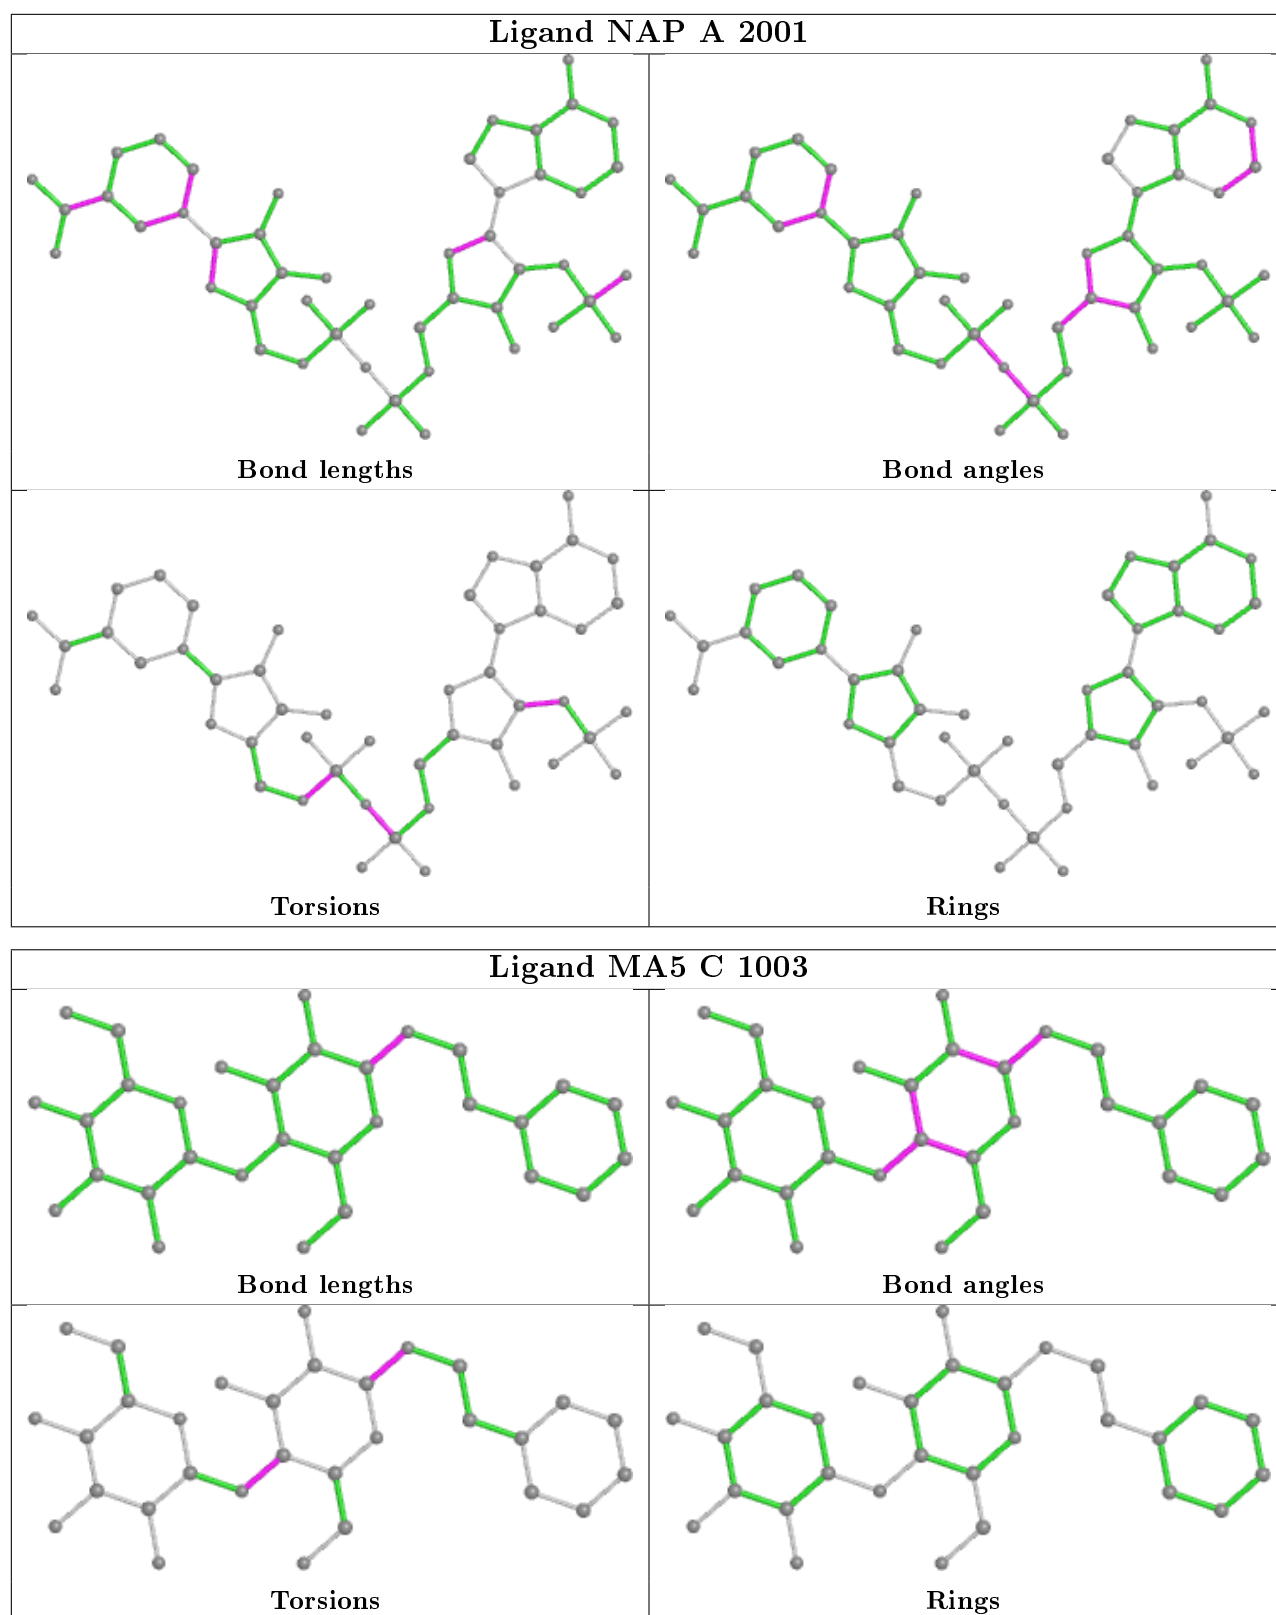 Ligand NAP A 2001
Bond lengths
Bond angles
Torsions
Rings
Ligand MA5 C 1003
Bond lengths
Bond angles
Torsions
Rings